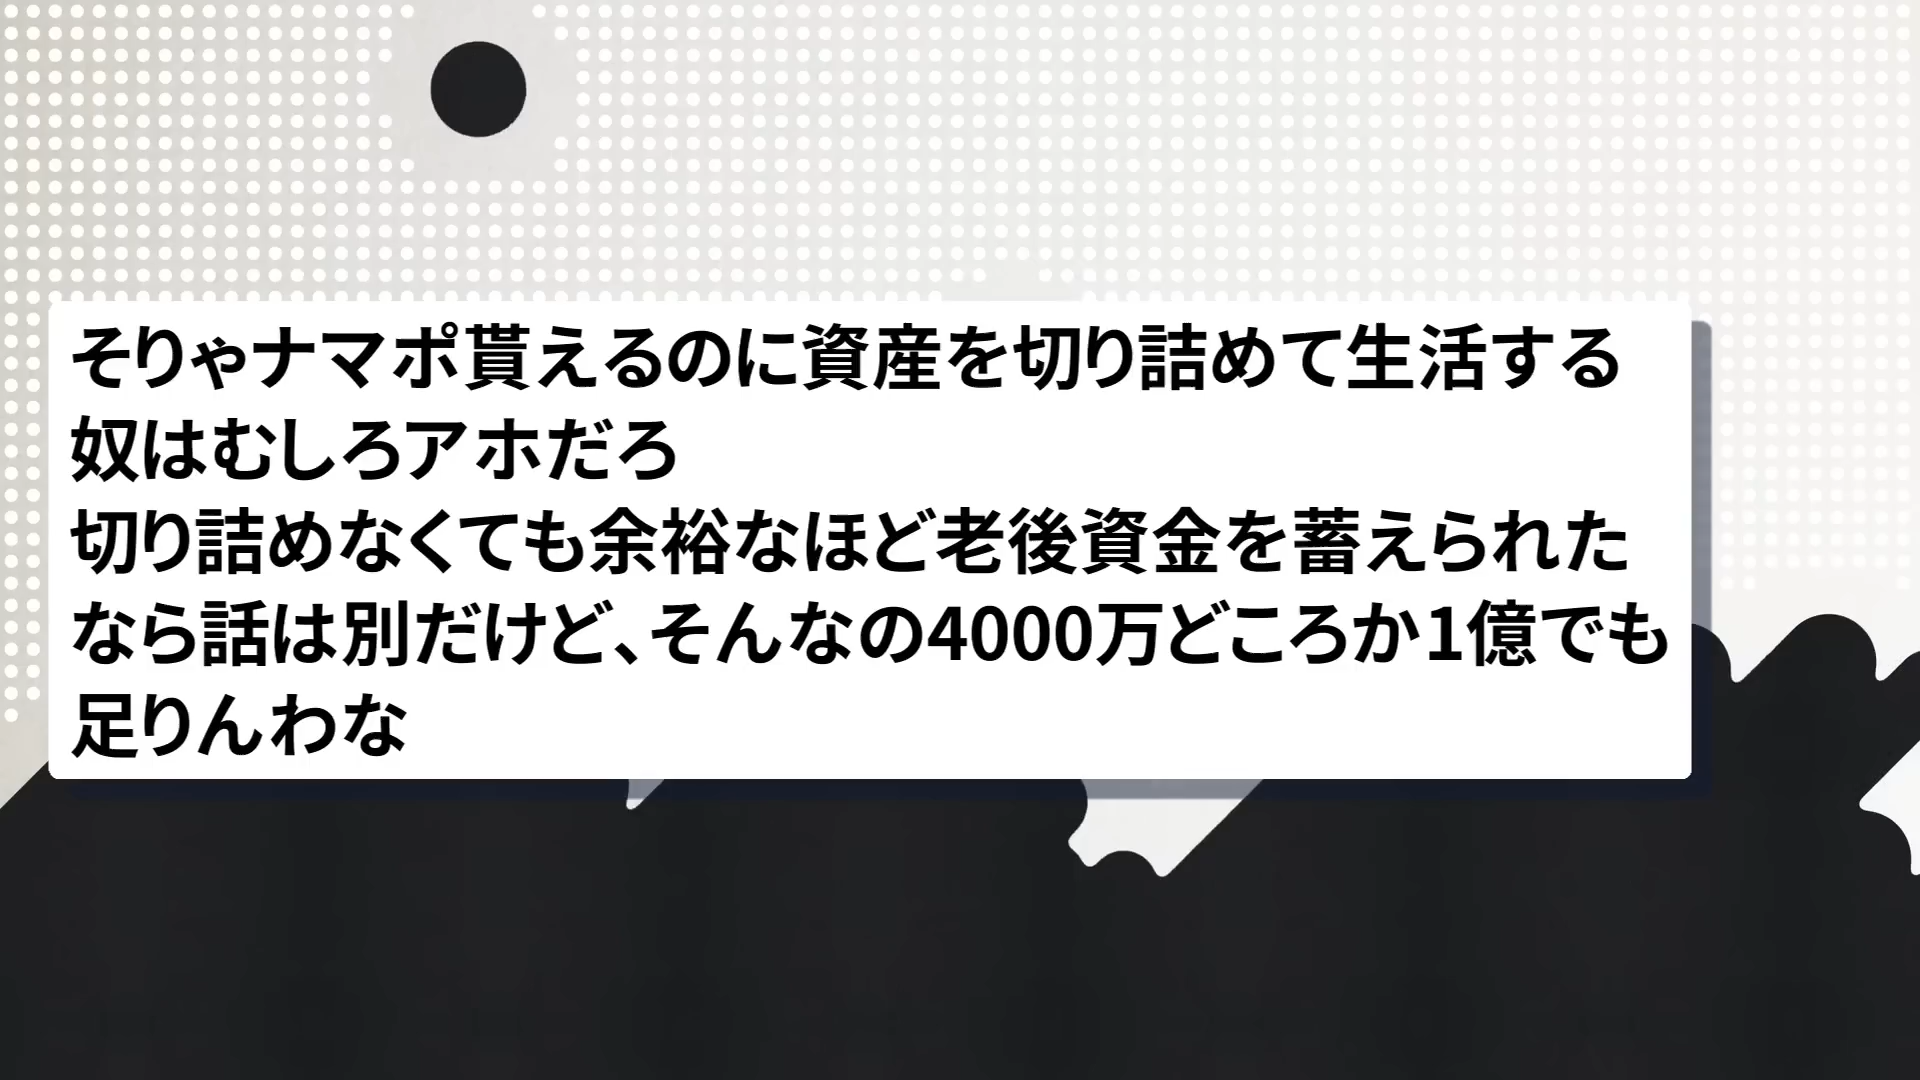 そりゃナマポ貰えるのに資産を切り詰めて生活する
奴はむしろアホだろ
切り詰めなくても余裕なほど老後資金を蓄えられた
なら話は別だけど、そんなの4000万どころか1億でも
足りんわな